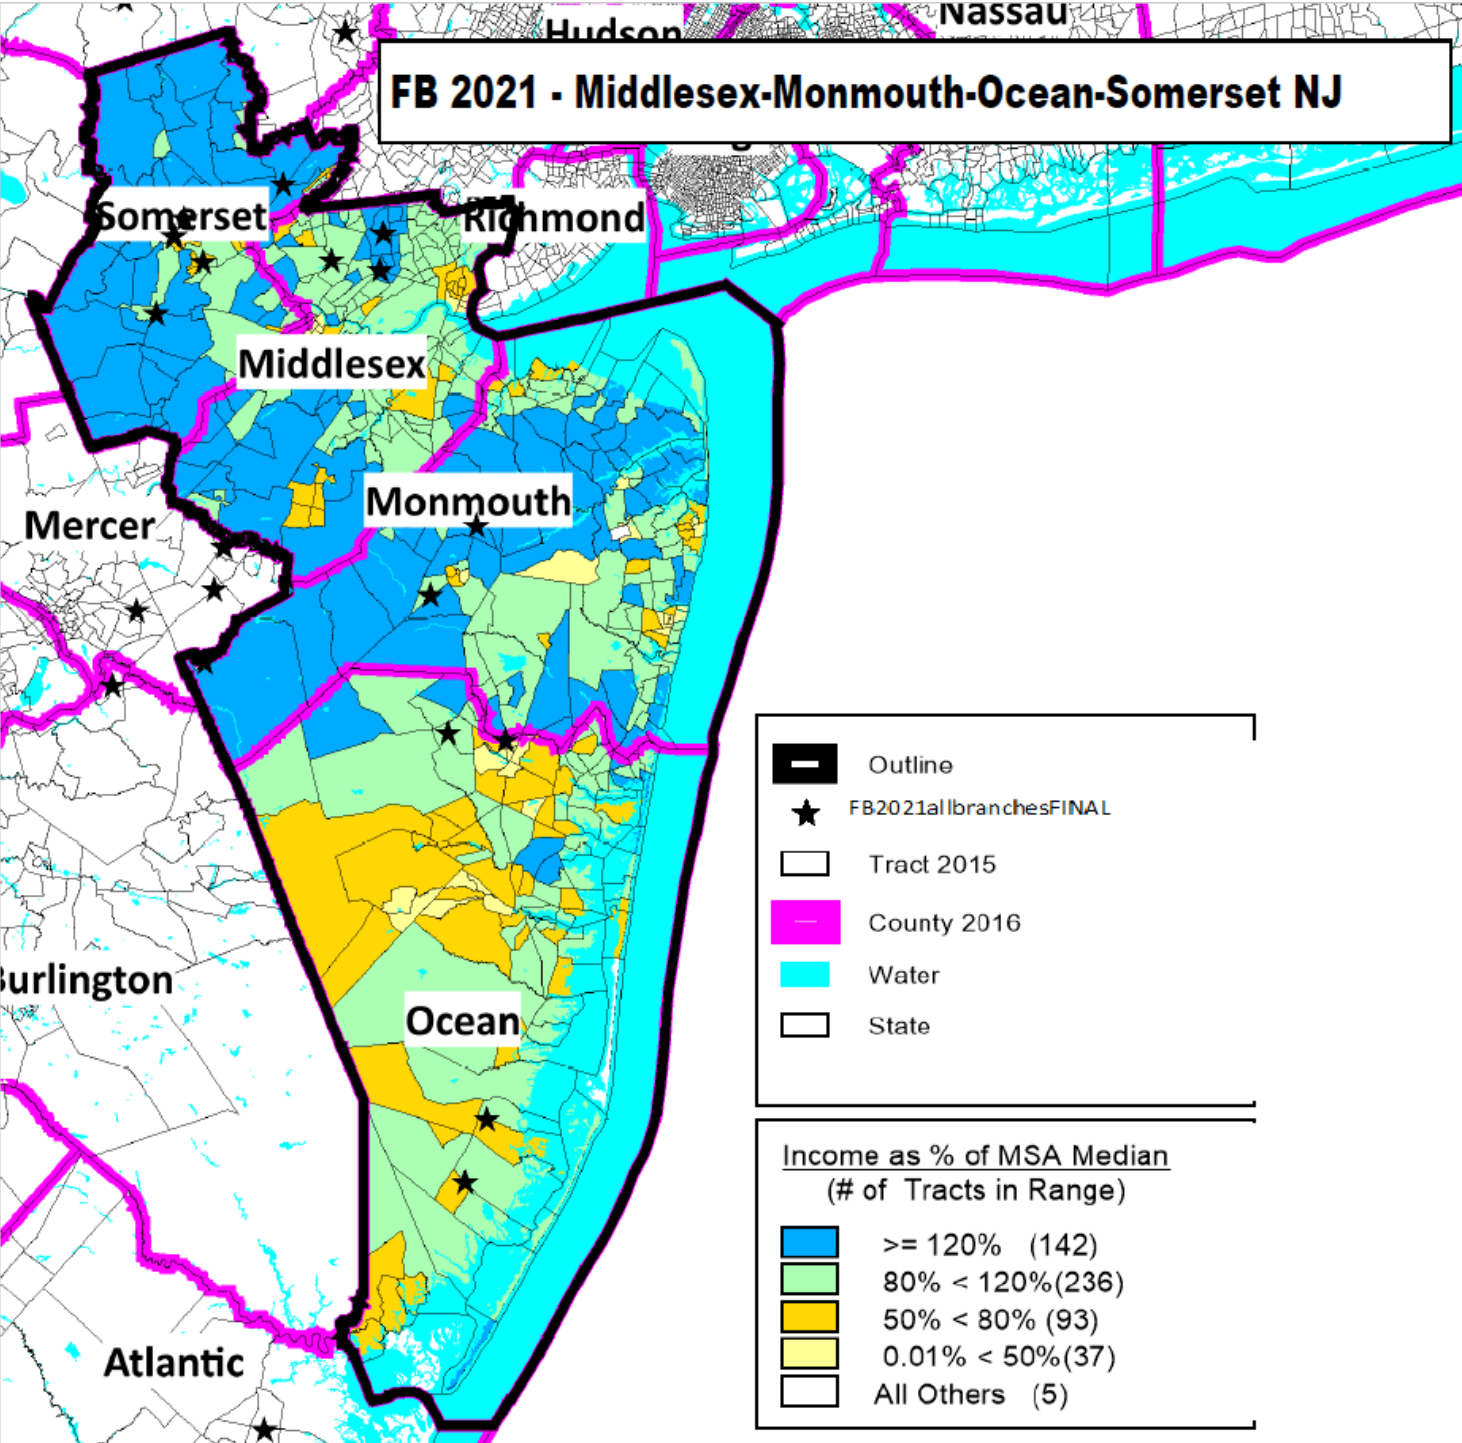 Hudson
Nassau
FB 2021 - Middlesex-Monmouth-Ocean-Somerset NJ
Somerset
Richmond
Middlesex
Monmouth
Mercer
Burlington
Ocean
Atlantic
Outline
FB2021allbranchesFINAL
Tract 2015
County 2016
Water
State
Income as % of MSA Median
(# of Tracts in Range)
>= 120% (142)
80% < 120%(236)
50% < 80% (93)
0.01% < 50%(37)
All Others (5)